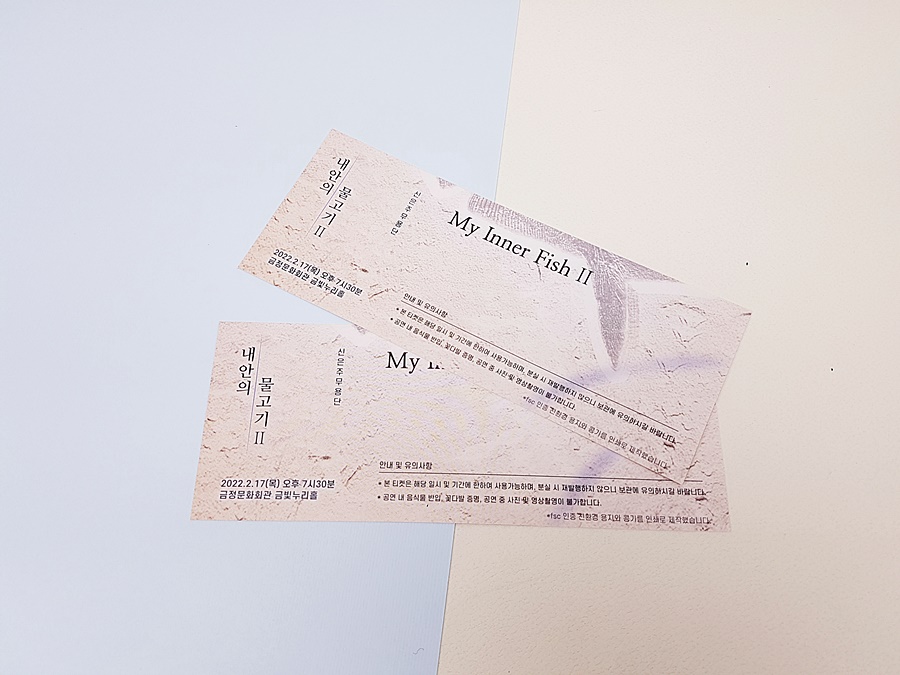 내안의
물고기 II
신은주무용단
My Inner Fish II
2022.2.17(목) 오후 7시30분
금정문화회관 금빛누리홀
안내 및 유의사항
• 본 티켓은 해당 일시 및 기간에 한하여 사용가능하며, 분실 시 재발행하지 않으니 보관에 유의하시길 바랍니다.
• 공연 내 음식물 반입, 꽃다발 증명, 공연 중 사진 및 영상촬영이 불가합니다.
*fsc 인증 친환경 용지와 콩기름 인쇄로 제작했습니다.
내안의
물고기 II
신은주무용단
My
2022.2.17(목) 오후 7시30분
금정문화회관 금빛누리홀
안내 및 유의사항
• 본 티켓은 해당 일시 및 기간에 한하여 사용가능하며, 분실 시 재발행하지 않으니 보관에 유의하시길 바랍니다.
• 공연 내 음식물 반입, 꽃다발 증명, 공연 중 사진 및 영상촬영이 불가합니다.
*fsc 인증 친환경 용지와 콩기름 인쇄로 제작했습니다.